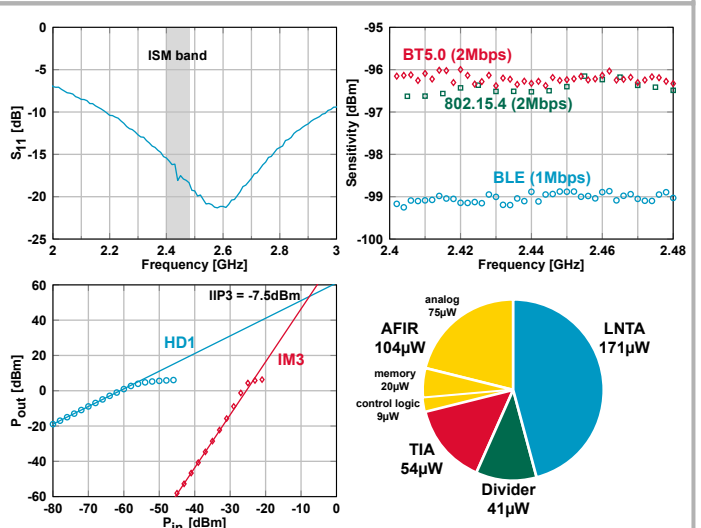 0
-5
-10
-15
-20
-25
S11 [dB]
ISM band
2
2.2
2.4
2.6
2.8
3
Frequency [GHz]
-95
-96
-97
-98
-99
-100
Sensitivity [dBm]
BT5.0 (2Mbps)
802.15.4 (2Mbps)
BLE (1Mbps)
2.4
2.42
2.44
2.46
2.48
Frequency [GHz]
60
40
20
0
-20
-40
-60
Pout [dBm]
IIP3 = -7.5dBm
HD1
IM3
-80
-70
-60
-50
-40
-30
-20
-10
0
Pin [dBm]
analog
75µW
AFIR
104µW
memory
20µW
control logic
9µW
TIA
54µW
Divider
41µW
LNTA
171µW